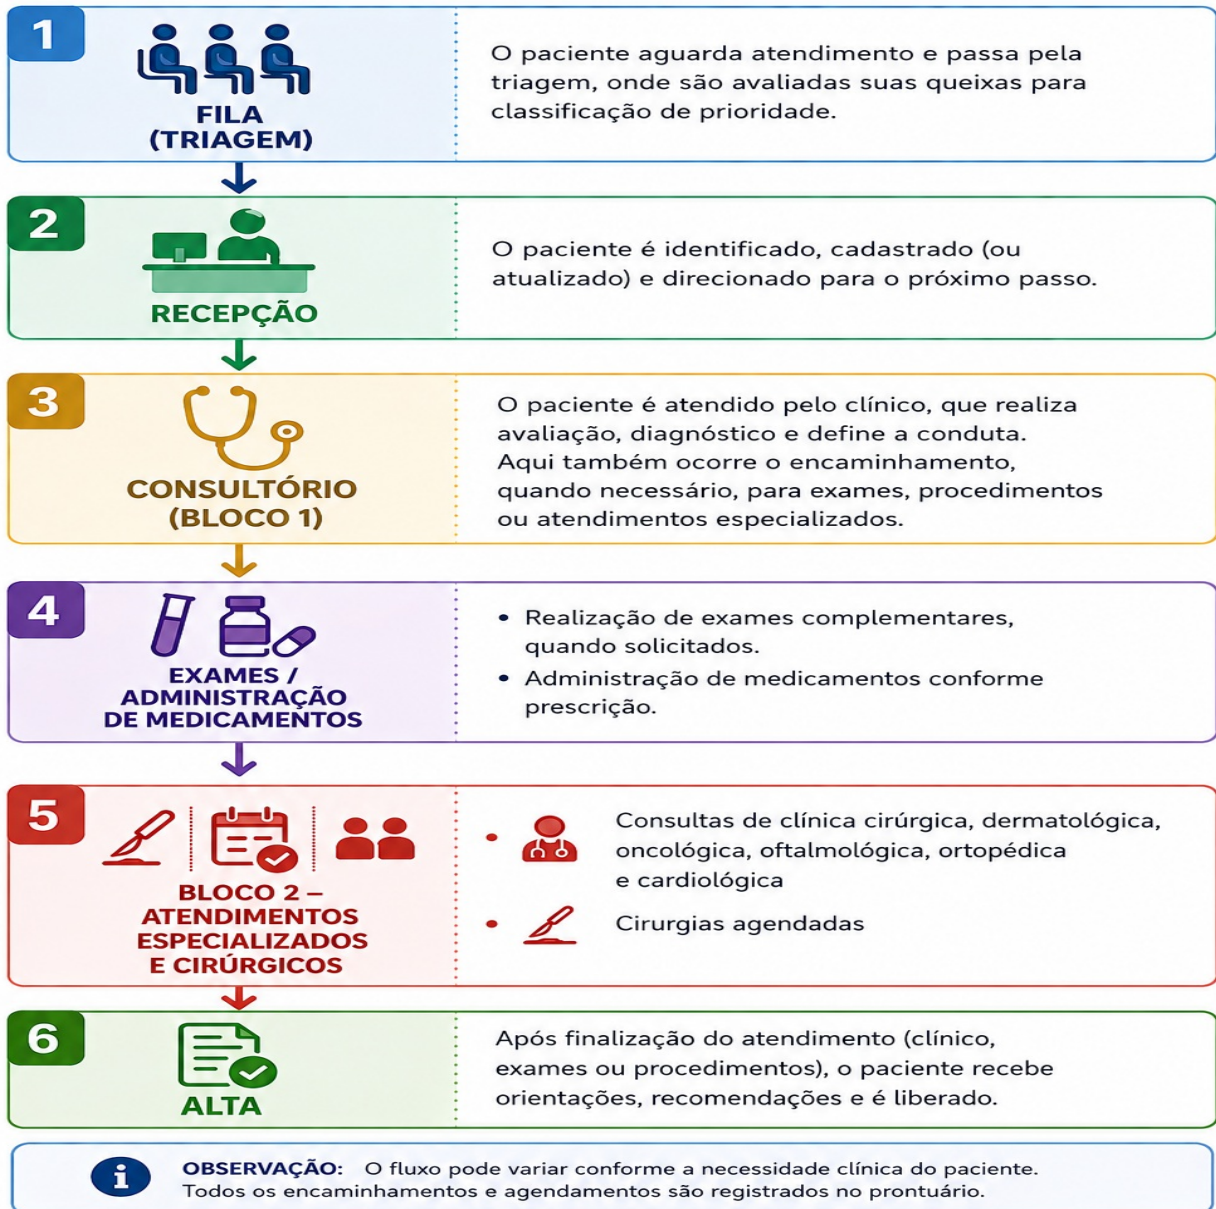 1
FILA
(TRIAGEM)
O paciente aguarda atendimento e passa pela
triagem, onde são avaliadas suas queixas para
classificação de prioridade.
2
RECEPÇÃO
O paciente é identificado, cadastrado (ou
atualizado) e direcionado para o próximo passo.
3
CONSULTÓRIO
(BLOCO 1)
O paciente é atendido pelo clínico, que realiza
avaliação, diagnóstico e define a conduta.
Aqui também ocorre o encaminhamento,
quando necessário, para exames, procedimentos
ou atendimentos especializados.
4
EXAMES /
ADMINISTRAÇÃO
DE MEDICAMENTOS
• Realização de exames complementares,
quando solicitados.
• Administração de medicamentos conforme
prescrição.
5
BLOCO 2 –
ATENDIMENTOS
ESPECIALIZADOS
E CIRÚRGICOS
• Consultas de clínica cirúrgica, dermatológica,
oncológica, oftalmológica, ortopédica
e cardiológica
• Cirurgias agendadas
6
ALTA
Após finalização do atendimento (clínico,
exames ou procedimentos), o paciente recebe
orientações, recomendações e é liberado.
OBSERVAÇÃO: O fluxo pode variar conforme a necessidade clínica do paciente.
Todos os encaminhamentos e agendamentos são registrados no prontuário.